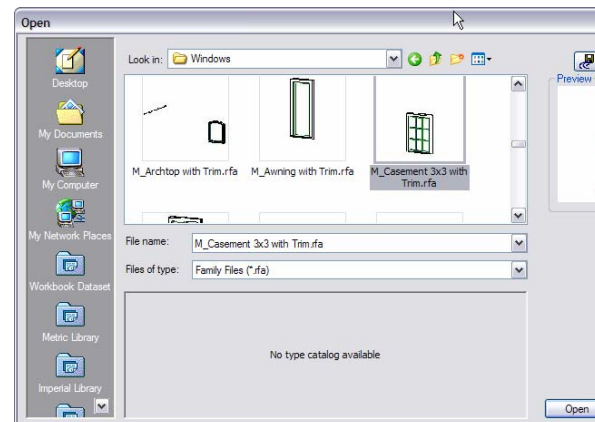 Open
Look in: Windows
Desktop
My Documents
My Computer
My Network Places
Workbook Dataset
Metric Library
Imperial Library
M_Archtop with Trim.rfa
M_Awning with Trim.rfa
M_Casement 3x3 with
Trim.rfa
Preview
File name: M_Casement 3x3 with Trim.rfa
Files of type: Family Files (*.rfa)
No type catalog available
Open